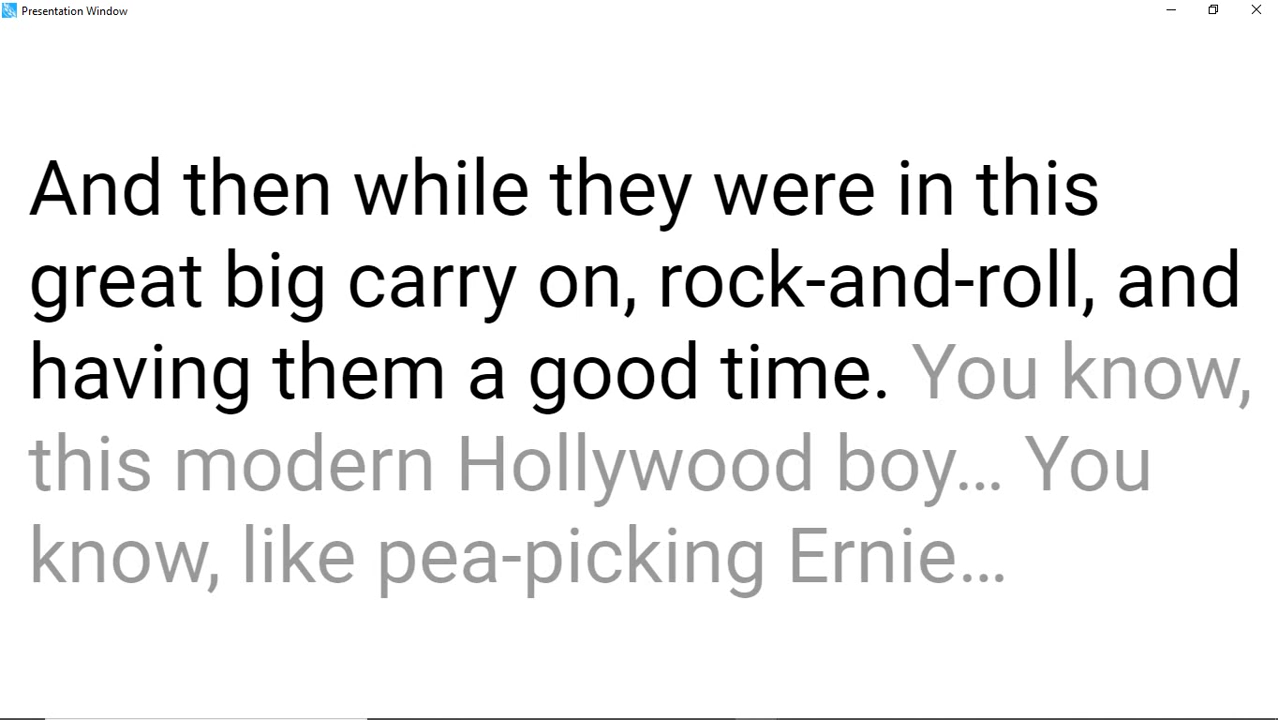 Presentation Window
And then while they were in this
great big carry on, rock-and-roll, and
having them a good time. You know,
this modern Hollywood boy... You
know, like pea-picking Ernie...